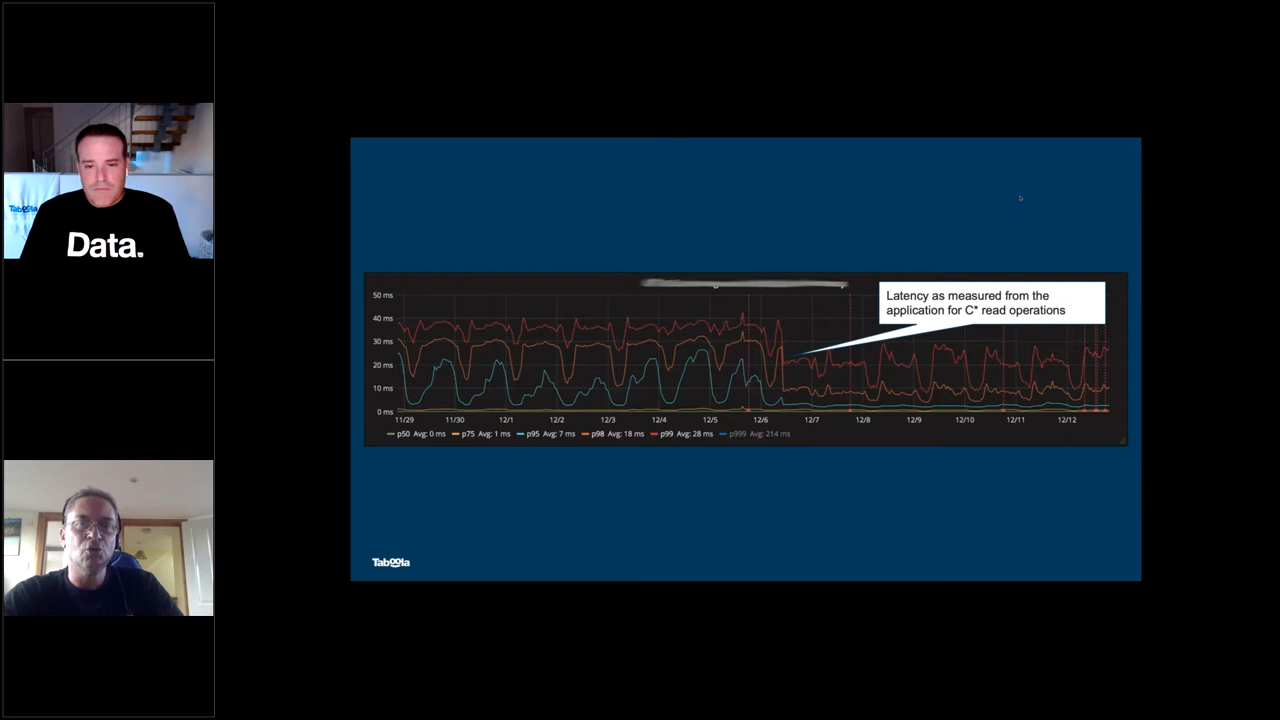 Taboola
Data.
Latency as measured from the
application for C* read operations
50 ms
40 ms
30 ms
20 ms
10 ms
0 ms
11/29 11/30 12/1 12/2 12/3 12/4 12/5 12/6 12/7 12/8 12/9 12/10 12/11 12/12
p50 Avg: 0 ms p75 Avg: 1 ms p95 Avg: 7 ms p98 Avg: 18 ms p99 Avg: 28 ms p999 Avg: 214 ms
Taboola